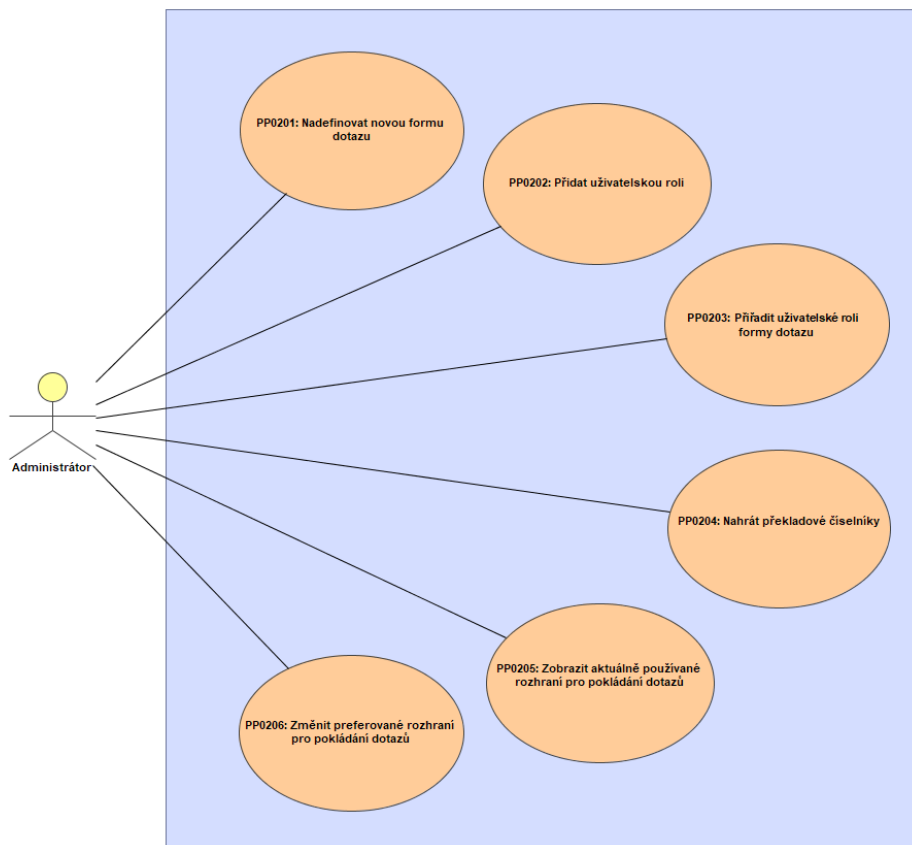 PP0201: Nadefinovat novou formu
dotazu
PP0202: Přidat uživatelskou roli
PP0203: Přiřadit uživatelské roli
formy dotazu
Administrátor
PP0204: Nahrát překladové číselníky
PP0205: Zobrazit aktuálně používané
rozhraní pro pokládání dotazů
PP0206: Změnit preferované rozhraní
pro pokládání dotazů